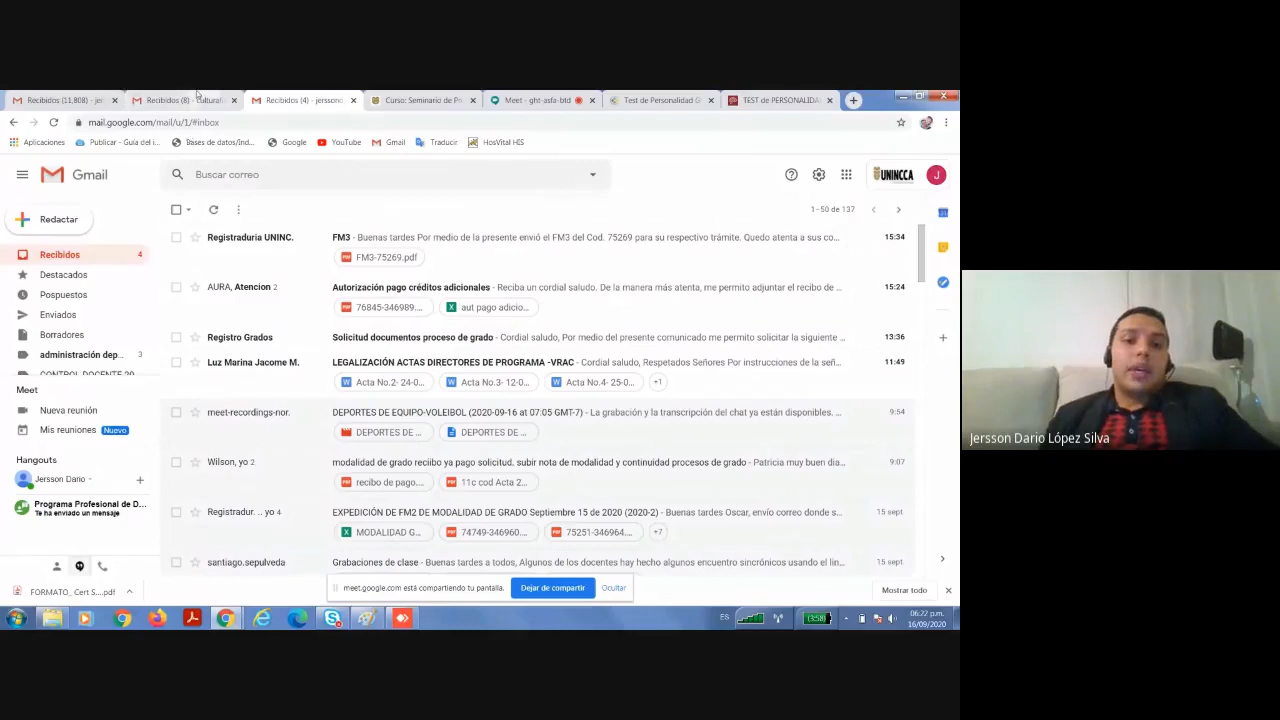 Recibidos (11,808) - jer
Recibidos (8) - culturafi
Recibidos (4) - jerssond
Curso: Seminario de Pr
Meet - ght-asfa-btd
Test de Personalidad G
TEST de PERSONALIDA
mail.google.com/mail/u/1/#inbox
Aplicaciones
Publicar - Guía del i...
Bases de datos/Ind...
Google
YouTube
Gmail
Traducir
HosVital HIS
Gmail
Buscar correo
UNINCCA
J
Redactar
1–50 de 137
Recibidos 4
Destacados
Pospuestos
Enviados
Borradores
administración dep... 3
Meet
Nueva reunión
Mis reuniones Nuevo
Hangouts
Jersson Dario
Programa Profesional de D...
Te ha enviado un mensaje
Registraduria UNINC.
FM3 - Buenas tardes Por medio de la presente envió el FM3 del Cod. 75269 para su respectivo trámite. Quedo atenta a sus co...
15:34
FM3-75269.pdf
AURA, Atencion 2
Autorización pago créditos adicionales - Reciba un cordial saludo. De la manera más atenta, me permito adjuntar el recibo de ...
15:24
76845-346989....
aut pago adicio...
Registro Grados
Solicitud documentos proceso de grado - Cordial saludo, Por medio del presente comunicado me permito solicitar la siguiente ...
13:36
Luz Marina Jacome M.
LEGALIZACIÓN ACTAS DIRECTORES DE PROGRAMA -VRAC - Cordial saludo, Respetados Señores Por instrucciones de la señ...
11:49
Acta No.2- 24-0...
Acta No.3- 12-0...
Acta No.4- 25-0...
+1
meet-recordings-nor.
DEPORTES DE EQUIPO-VOLEIBOL (2020-09-16 at 07:05 GMT-7) - La grabación y la transcripción del chat ya están disponibles. ...
9:54
DEPORTES DE ...
DEPORTES DE ...
Wilson, yo 2
modalidad de grado reciibo ya pago solicitud. subir nota de modalidad y continuidad procesos de grado - Patricia muy buen dia...
9:07
recibo de pago....
11c cod Acta 2...
Registradur. .. yo 4
EXPEDICIÓN DE FM2 DE MODALIDAD DE GRADO Septiembre 15 de 2020 (2020-2) - Buenas tardes Oscar, envío correo donde s...
15 sept
MODALIDAD G...
74749-346960....
75251-346964....
+7
santiago.sepulveda
Grabaciones de clase - Buenas tardes a todos, Algunos de los docentes hay hecho algunos encuentro sincrónicos usando el lin...
15 sept
meet.google.com está compartiendo tu pantalla.
Dejar de compartir
Ocultar
FORMATO_ Cert S....pdf
Mostrar todo
ES
(3:58)
06:22 p.m.
16/09/2020
Jersson Dario López Silva